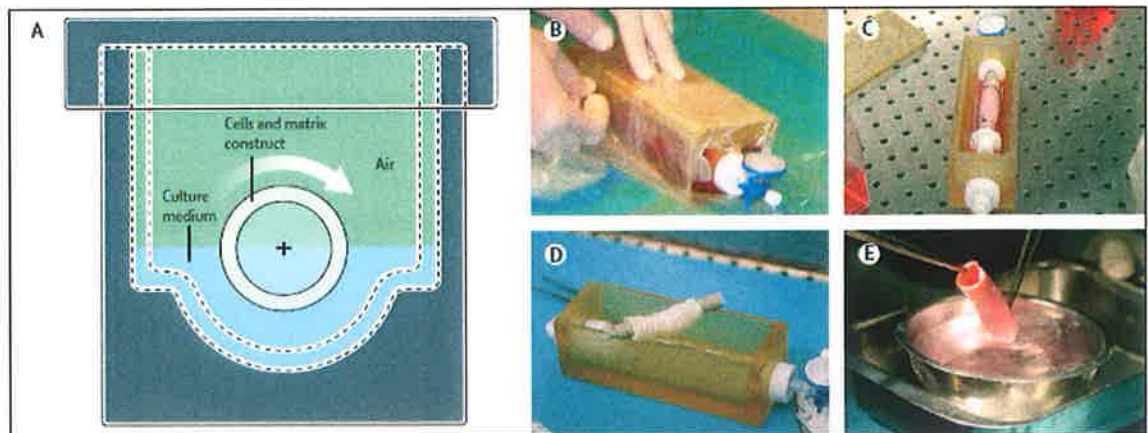 A
Cells and matrix
construct
Air
Culture
medium
B
C
D
E